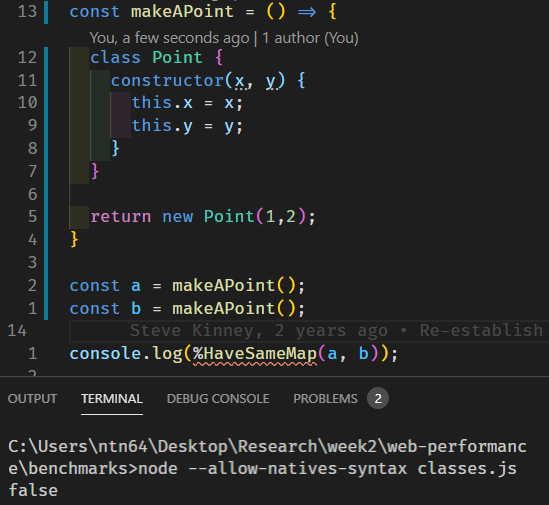 13 const makeAPoint = () => {
You, a few seconds ago | 1 author (You)
12 class Point {
11 constructor(x, y) {
10 this.x = x;
9 this.y = y;
8 }
7 }
6
5 return new Point(1,2);
4 }
3
2 const a = makeAPoint();
1 const b = makeAPoint();
14 Steve Kinney, 2 years ago • Re-establish
1 console.log(%HaveSameMap(a, b));
2
OUTPUT TERMINAL DEBUG CONSOLE PROBLEMS 2
C:\Users\ntn64\Desktop\Research\week2\web-performanc
e\benchmarks>node --allow-natives-syntax classes.js
false